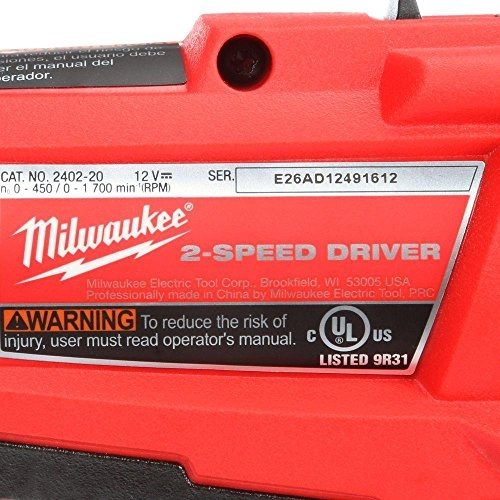 siones, el usuario debe
er el manual del
perador.
CAT. NO. 2402-20 12 V⎓ SER. E26AD12491612
n. 0 - 450 / 0 - 1 700 min⁻¹(RPM)
Milwaukee®
2-SPEED DRIVER
Milwaukee Electric Tool Corp., Brookfield, WI 53005 USA
Professionally made in China by Milwaukee Electric Tool, PRC
⚠WARNING To reduce the risk of
injury, user must read operator's manual.
C UL® US
LISTED 9R31